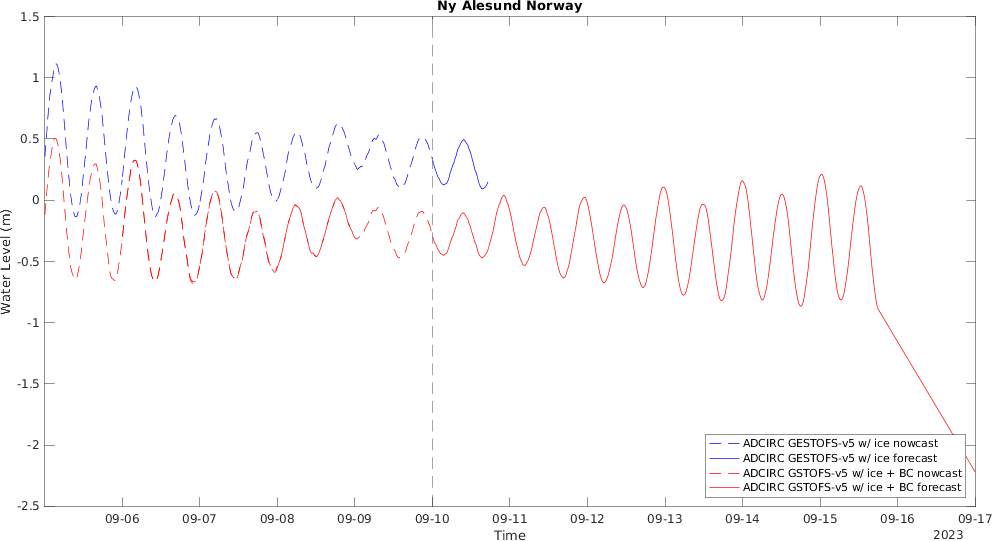 Ny Alesund Norway
1.5
1
0.5
0
-0.5
-1
-1.5
-2
-2.5
Water Level (m)
ADCIRC GESTOFS-v5 w/ ice nowcast
ADCIRC GESTOFS-v5 w/ ice forecast
ADCIRC GSTOFS-v5 w/ ice + BC nowcast
ADCIRC GSTOFS-v5 w/ ice + BC forecast
09-06 09-07 09-08 09-09 09-10 09-11 09-12 09-13 09-14 09-15 09-16 09-17
Time
2023